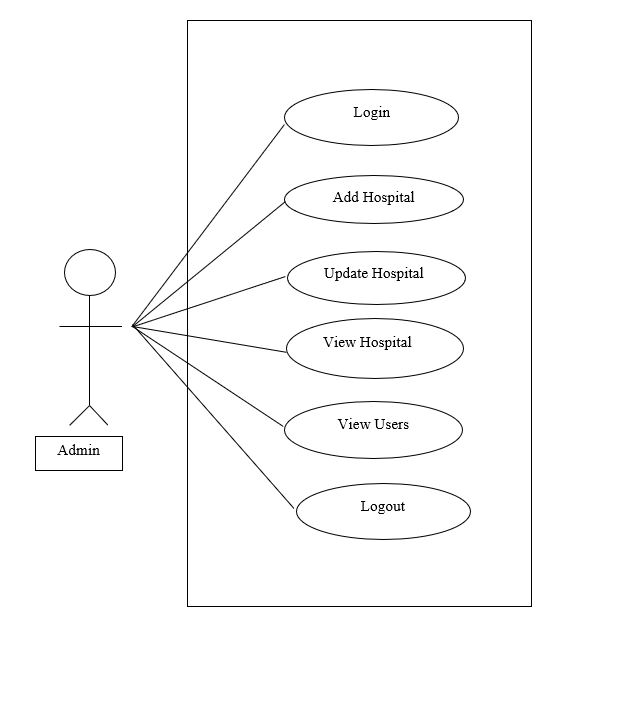 Login
Add Hospital
Update Hospital
View Hospital
View Users
Admin
Logout